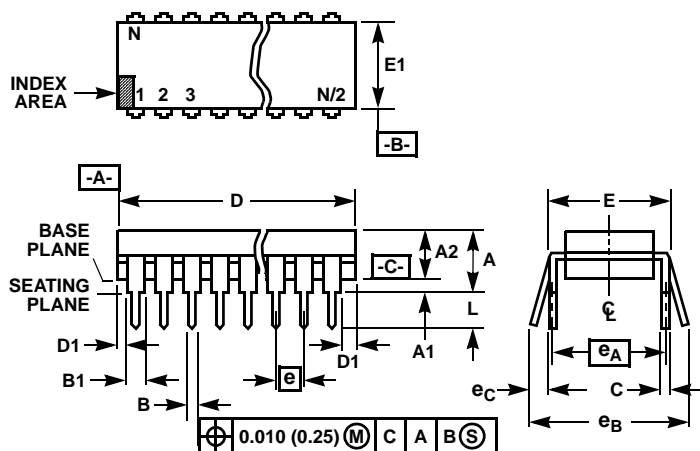 N
INDEX
AREA
1 2 3 N/2
E1
-B-
-A-
D
E
BASE
PLANE
A2
A
-C-
SEATING
PLANE
L
C
L
D1
B1
A1
D1
e
eA
B
eC
C
eB
⌖ 0.010 (0.25) Ⓜ C A B Ⓢ